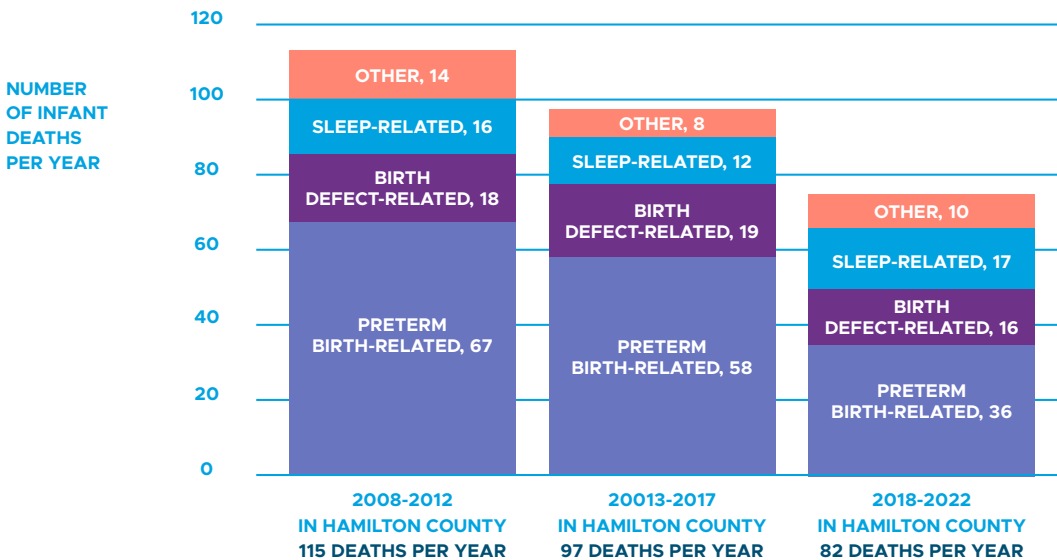 NUMBER
OF INFANT
DEATHS
PER YEAR
120
100
80
60
40
20
0
OTHER, 14
SLEEP-RELATED, 16
BIRTH
DEFECT-RELATED, 18
PRETERM
BIRTH-RELATED, 67
OTHER, 8
SLEEP-RELATED, 12
BIRTH
DEFECT-RELATED, 19
PRETERM
BIRTH-RELATED, 58
OTHER, 10
SLEEP-RELATED, 17
BIRTH
DEFECT-RELATED, 16
PRETERM
BIRTH-RELATED, 36
2008-2012
IN HAMILTON COUNTY
115 DEATHS PER YEAR
20013-2017
IN HAMILTON COUNTY
97 DEATHS PER YEAR
2018-2022
IN HAMILTON COUNTY
82 DEATHS PER YEAR